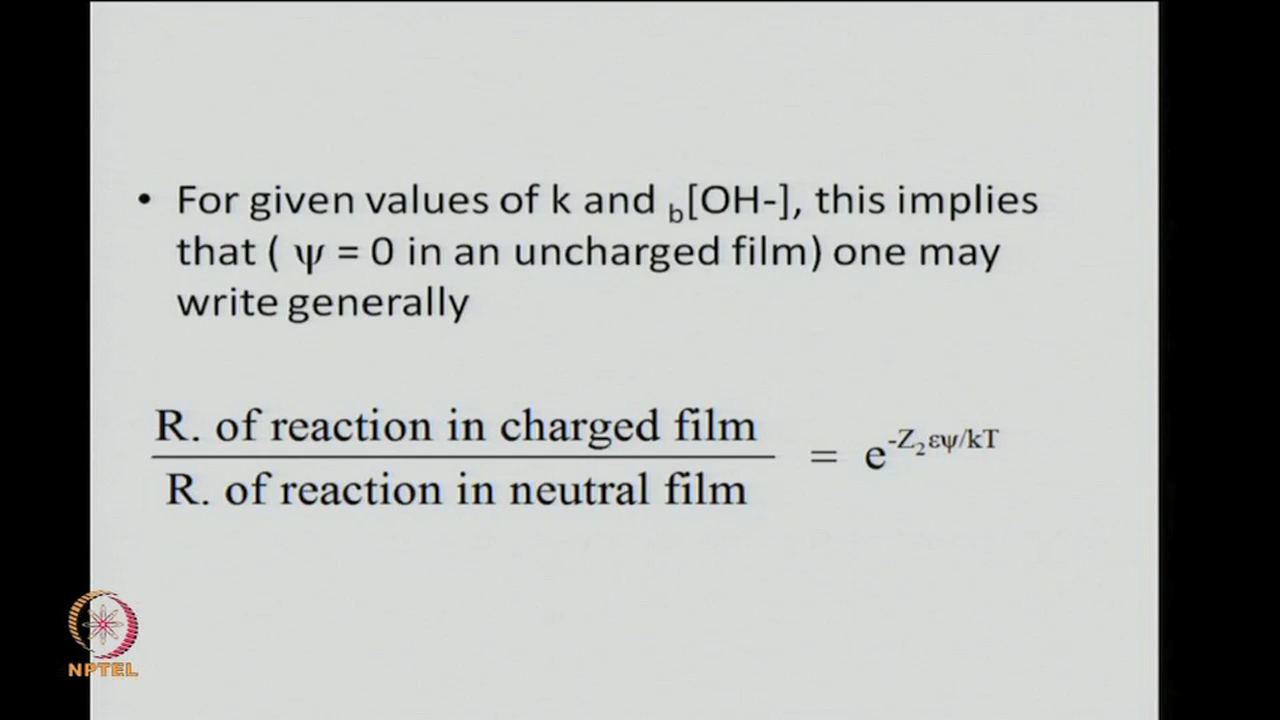 • For given values of k and b[OH-], this implies
that ( ψ = 0 in an uncharged film) one may
write generally
R. of reaction in charged film
R. of reaction in neutral film
= e-Z2εψ/kT
NPTEL